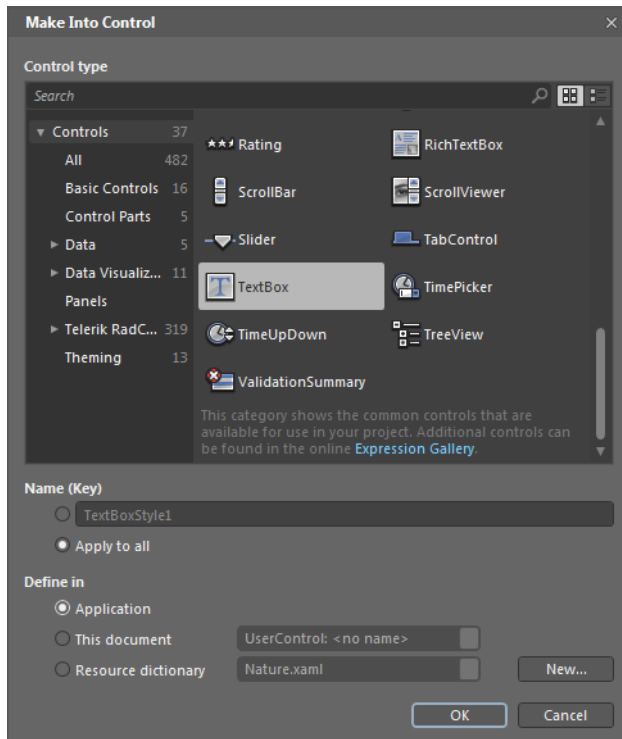 Make Into Control
Control type
Search
Controls 37
All 482
Basic Controls 16
Control Parts 5
Data 5
Data Visualiz... 11
Panels
Telerik RadC... 319
Theming 13
Rating RichTextBox
ScrollBar ScrollViewer
Slider TabControl
TextBox TimePicker
TimeUpDown TreeView
ValidationSummary
This category shows the common controls that are
available for use in your project. Additional controls can
be found in the online Expression Gallery.
Name (Key)
TextBoxStyle1
Apply to all
Define in
Application
This document UserControl: <no name>
Resource dictionary Nature.xaml New...
OK Cancel